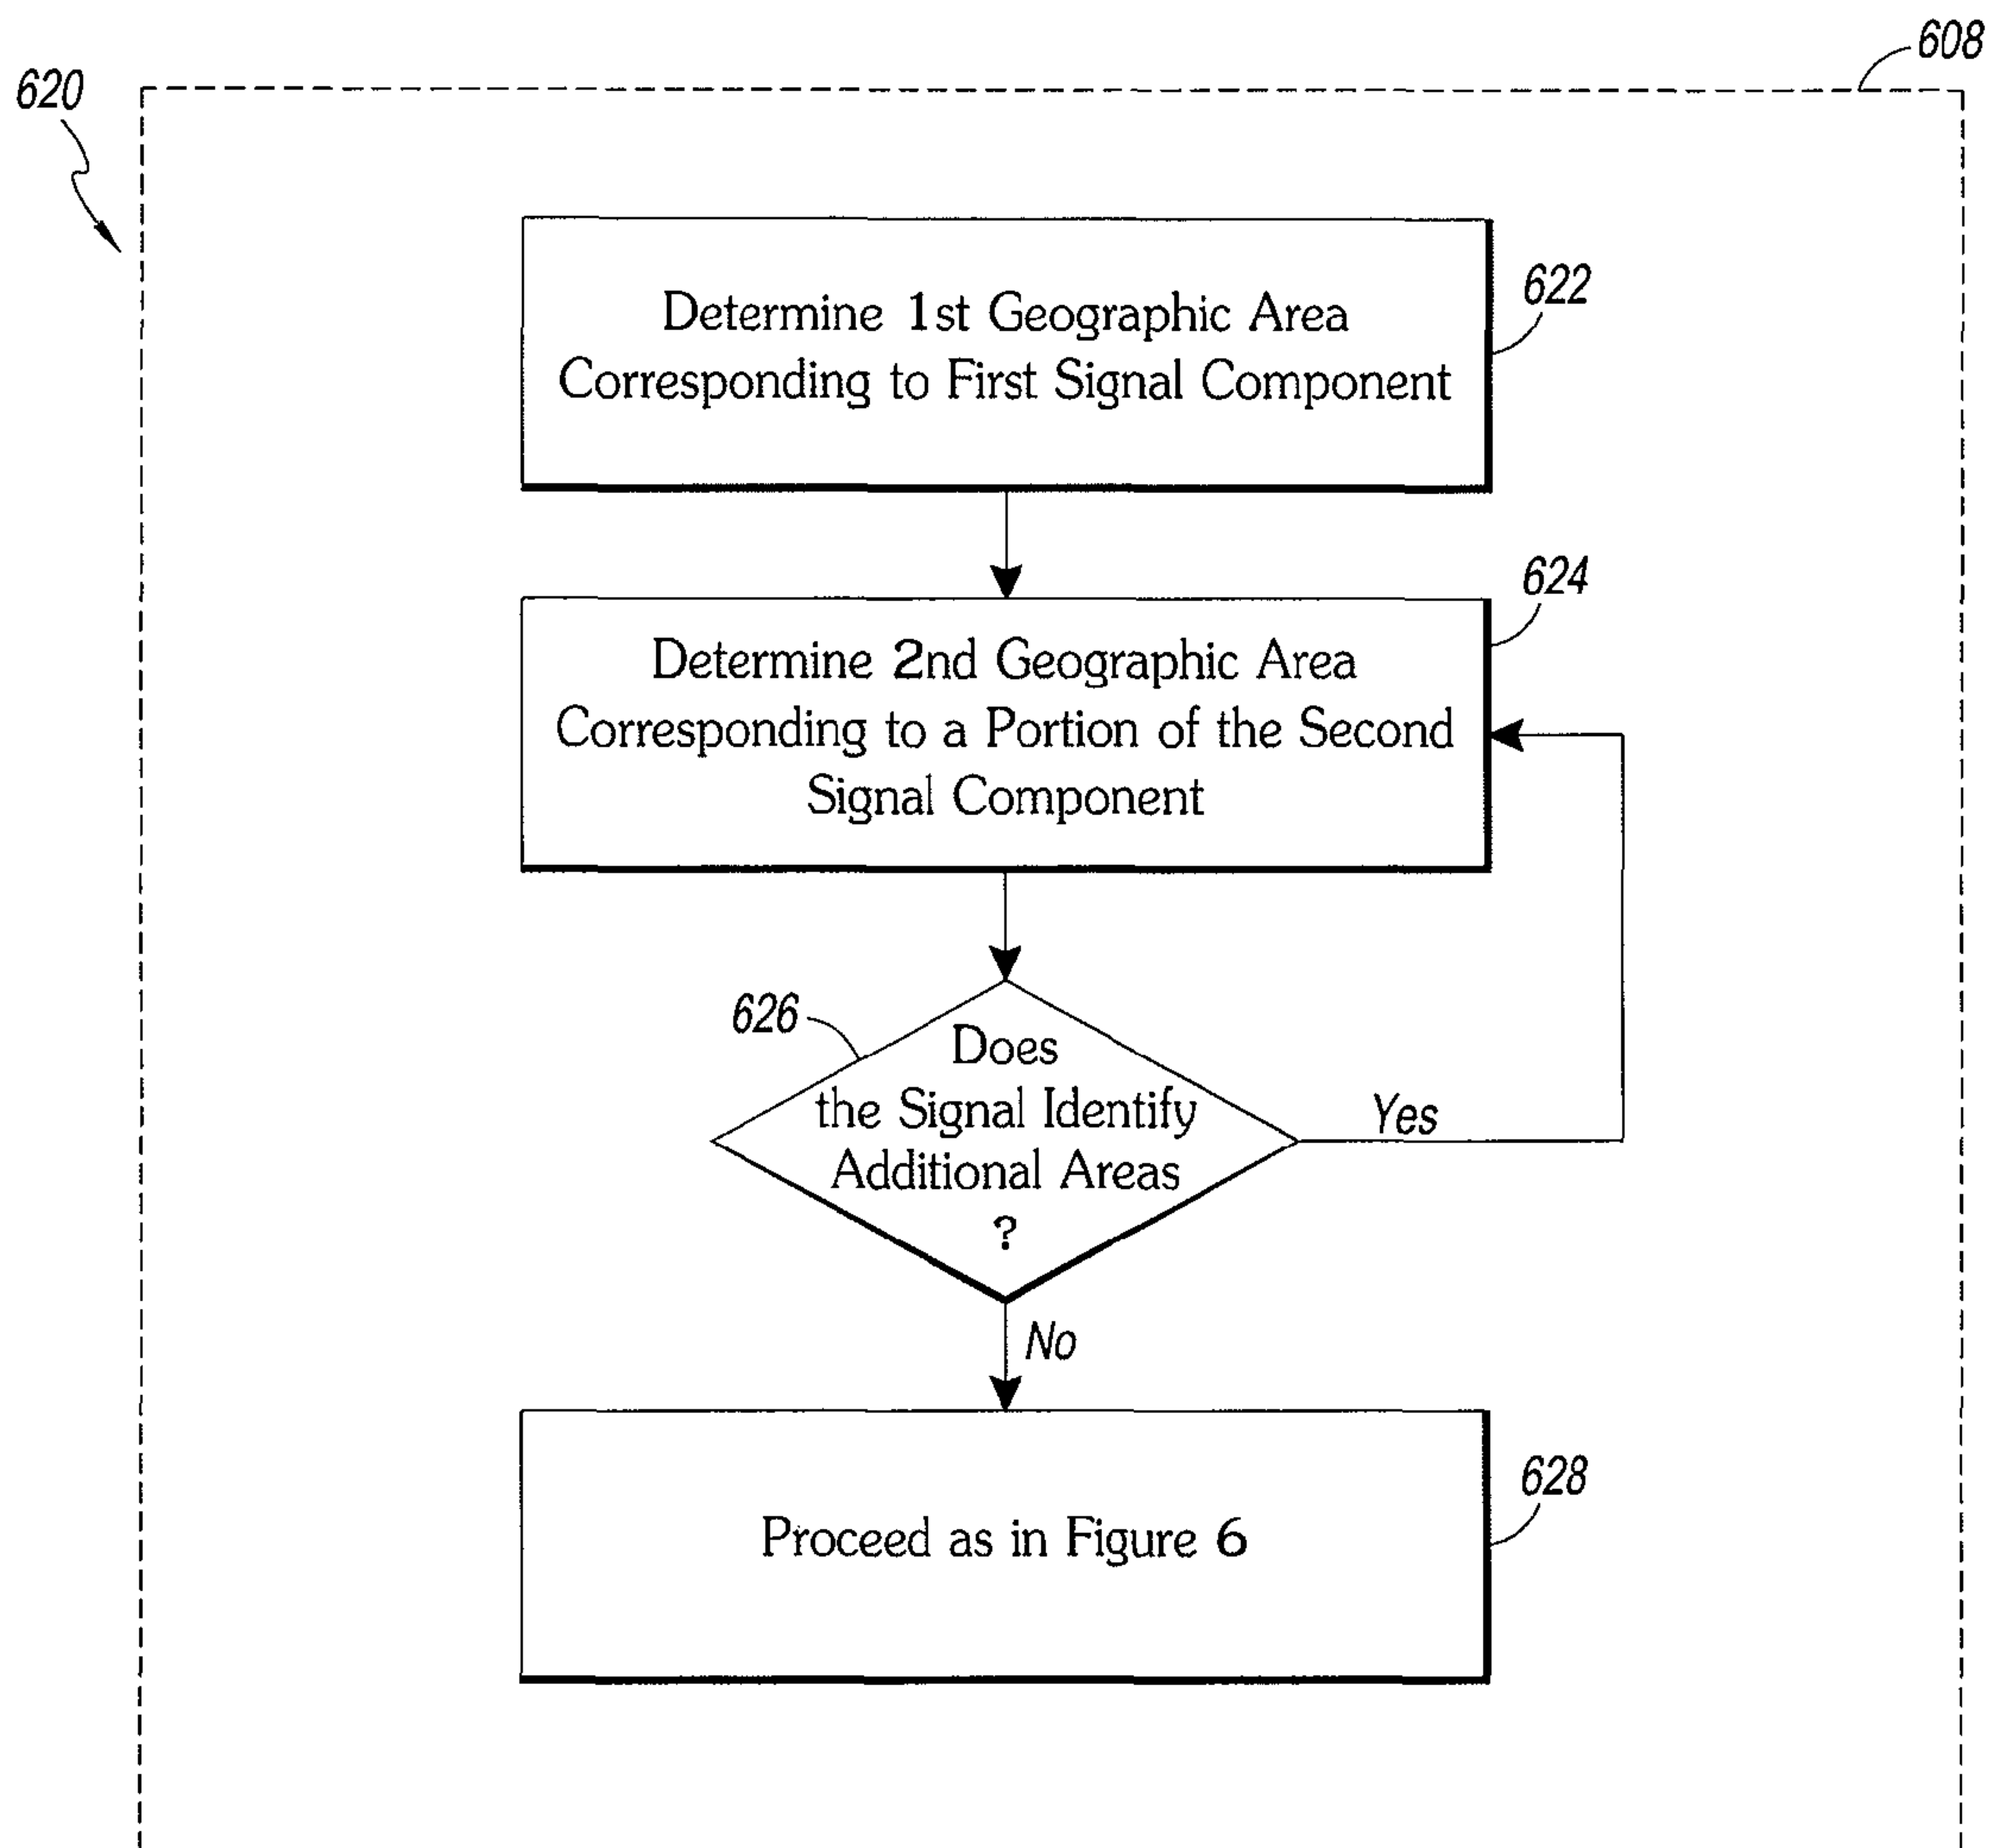 608
620
Determine 1st Geographic Area
Corresponding to First Signal Component
622
Determine 2nd Geographic Area
Corresponding to a Portion of the Second
Signal Component
624
626
Does
the Signal Identify
Additional Areas
?
Yes
No
Proceed as in Figure 6
628